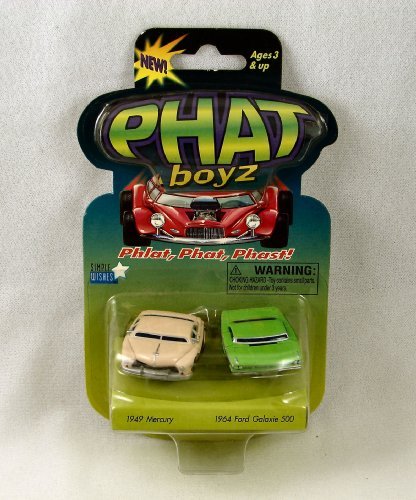 NEW!
Ages 3
& up
PHAT
boyz
Phlat, Phat, Phast!
SIMPLE
WISHES
WARNING:
CHOKING HAZARD -Toy contains small parts.
Not for children under 3 years.
1949 Mercury
1964 Ford Galaxie 500